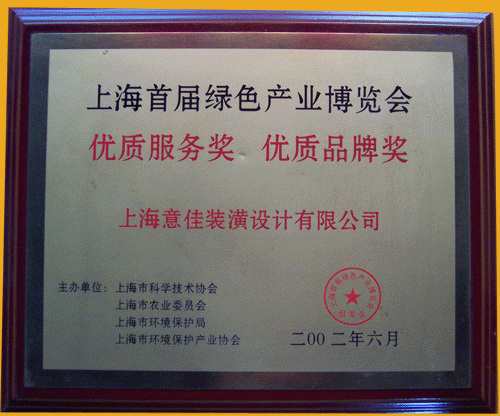 上海首届绿色产业博览会
优质服务奖 优质品牌奖
上海意佳装潢设计有限公司
主办单位：上海市科学技术协会
上海市农业委员会
上海市环境保护局
上海市环境保护产业协会
二00二年六月